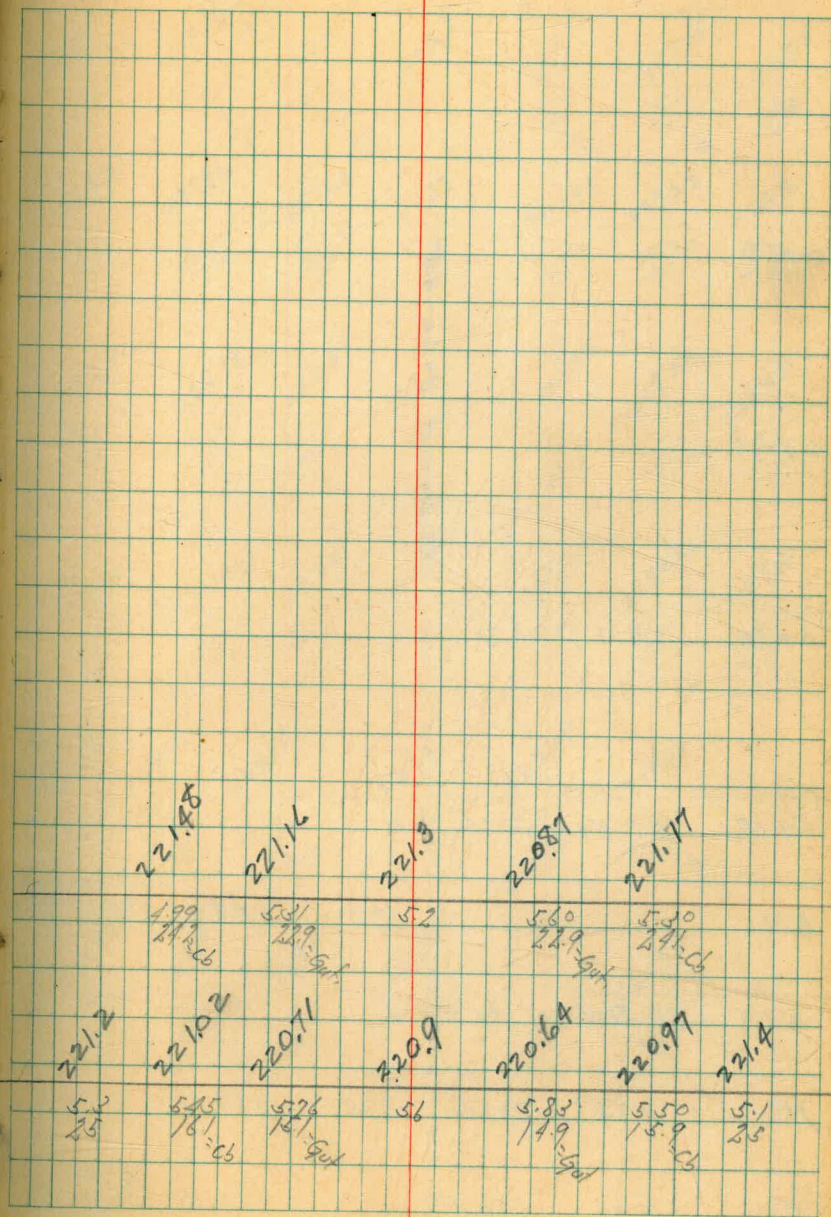 221.48 221.16 221.3 220.87 221.17
4.99 5.31 5.2 5.60 5.30
24.2=Cb 22.9=Gut. 22.9=Gut. 24.1=Cb
221.2 221.02 220.71 220.9 220.64 220.97 221.4
5.3 5.45 5.76 5.6 5.83 5.50 5.1
25 16.1=Cb 15.1=Gut 14.9=Gut 15.9=Cb 25